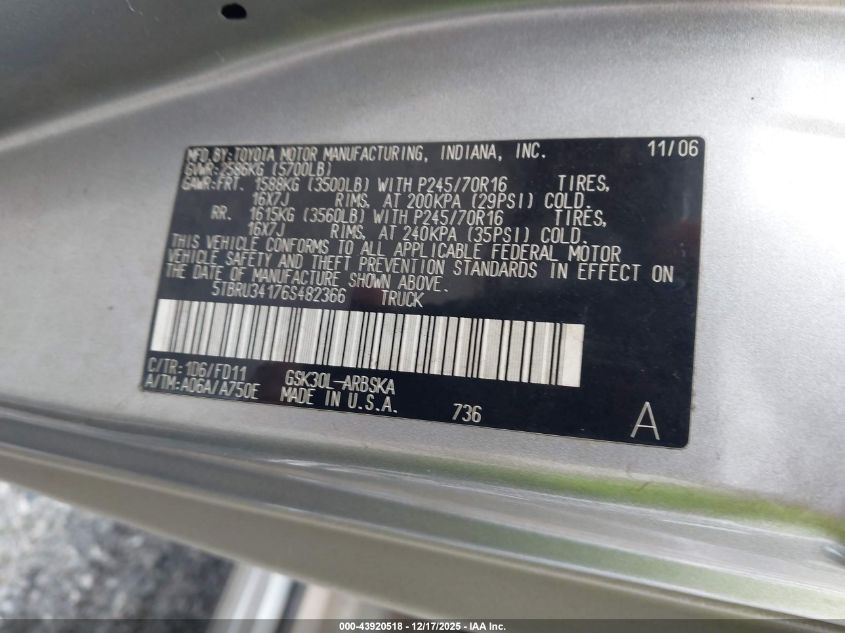 MFD.BY:TOYOTA MOTOR MANUFACTURING, INDIANA, INC. 11/06
GVWR:2586KG (5700LB)
GAWR:FRT. 1588KG (3500LB) WITH P245/70R16 TIRES,
16X7J RIMS, AT 200KPA (29PSI) COLD.
RR. 1615KG (3560LB) WITH P245/70R16 TIRES,
16X7J RIMS, AT 240KPA (35PSI) COLD.
THIS VEHICLE CONFORMS TO ALL APPLICABLE FEDERAL MOTOR
VEHICLE SAFETY AND THEFT PREVENTION STANDARDS IN EFFECT ON
THE DATE OF MANUFACTURE SHOWN ABOVE.
5TBRU34176S482366 TRUCK
C/TR:1D6/FD11 GSK30L-ARBSKA
A/TM:A06A/A750E MADE IN U.S.A. 736 A
000-43920518 - 12/17/2025 - IAA Inc.